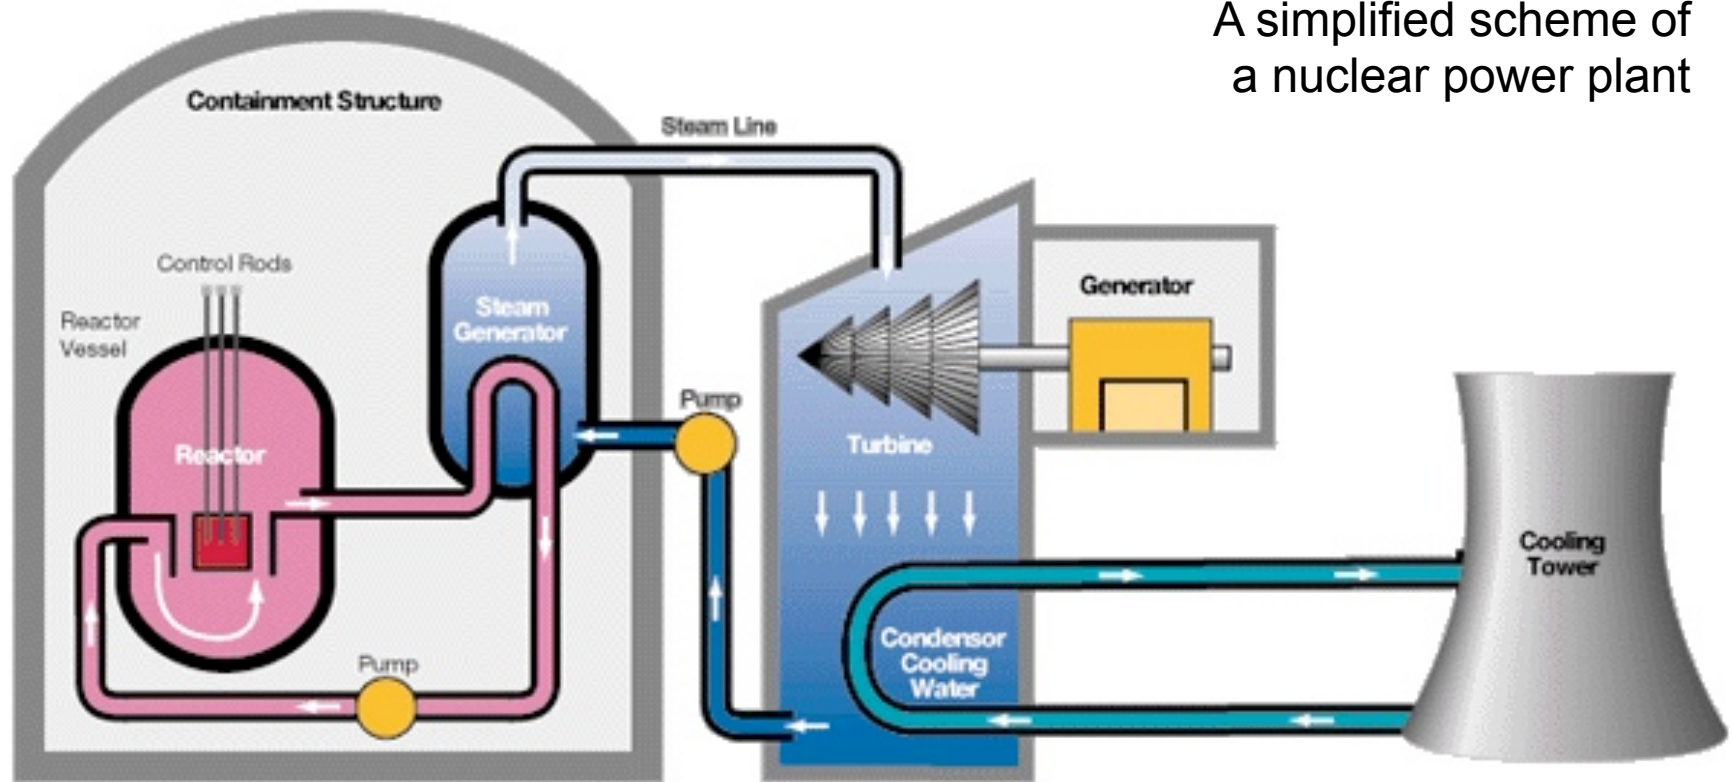 A simplified scheme of
a nuclear power plant
Containment Structure
Steam Line
Control Rods
Reactor
Vessel
Steam
Generator
Generator
Pump
Reactor
Turbine
Cooling
Tower
Condensor
Cooling
Water
Pump